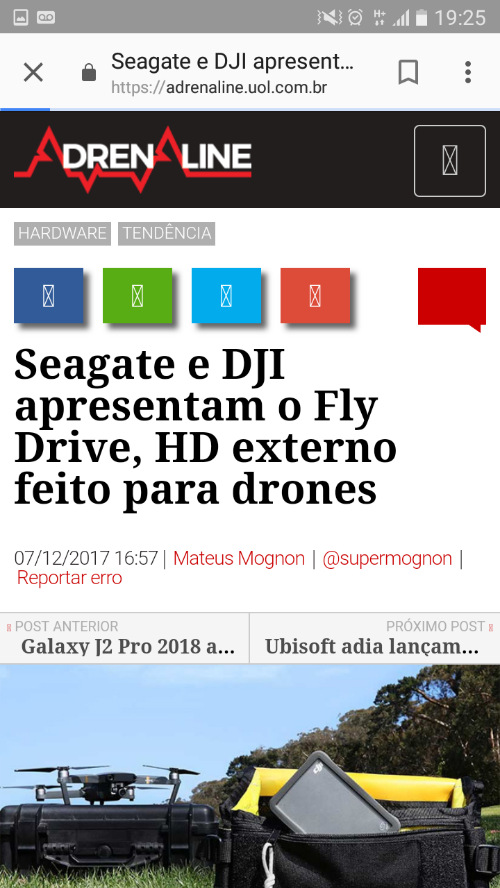 19:25
Seagate e DJI apresent...
https://adrenaline.uol.com.br
ADRENALINE
HARDWARE TENDÊNCIA
Seagate e DJI
apresentam o Fly
Drive, HD externo
feito para drones
07/12/2017 16:57 | Mateus Mognon | @supermognon |
Reportar erro
POST ANTERIOR PRÓXIMO POST
Galaxy J2 Pro 2018 a... Ubisoft adia lançam...